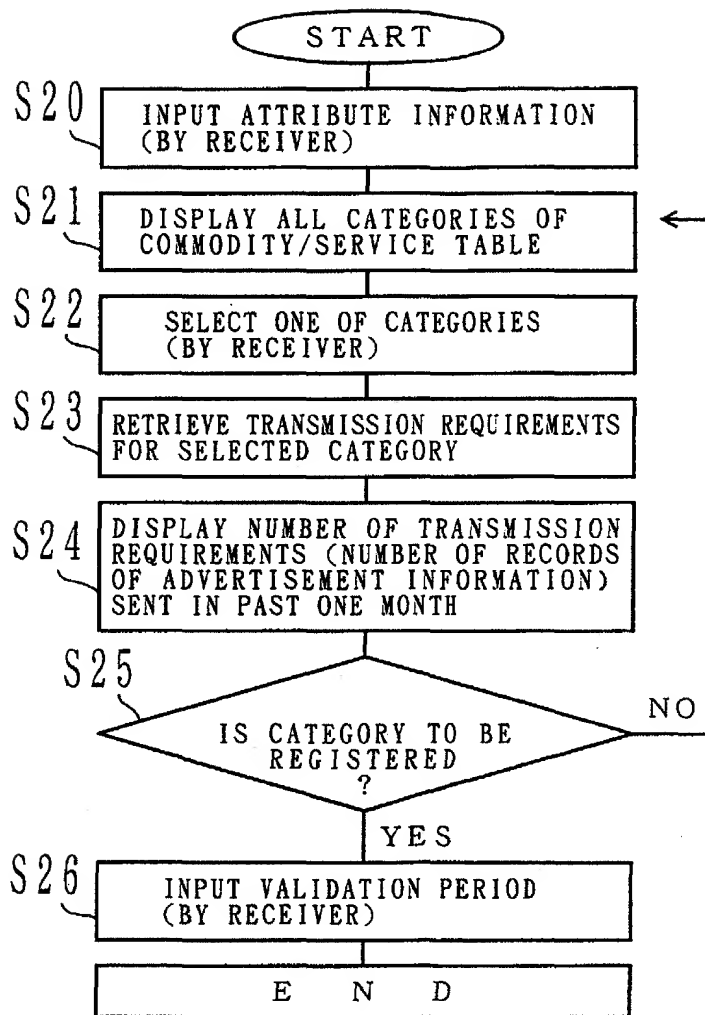 START
S20
INPUT ATTRIBUTE INFORMATION
(BY RECEIVER)
S21
DISPLAY ALL CATEGORIES OF
COMMODITY/SERVICE TABLE
S22
SELECT ONE OF CATEGORIES
(BY RECEIVER)
S23
RETRIEVE TRANSMISSION REQUIREMENTS
FOR SELECTED CATEGORY
S24
DISPLAY NUMBER OF TRANSMISSION
REQUIREMENTS (NUMBER OF RECORDS
OF ADVERTISEMENT INFORMATION)
SENT IN PAST ONE MONTH
S25
IS CATEGORY TO BE
REGISTERED
?
NO
YES
S26
INPUT VALIDATION PERIOD
(BY RECEIVER)
END